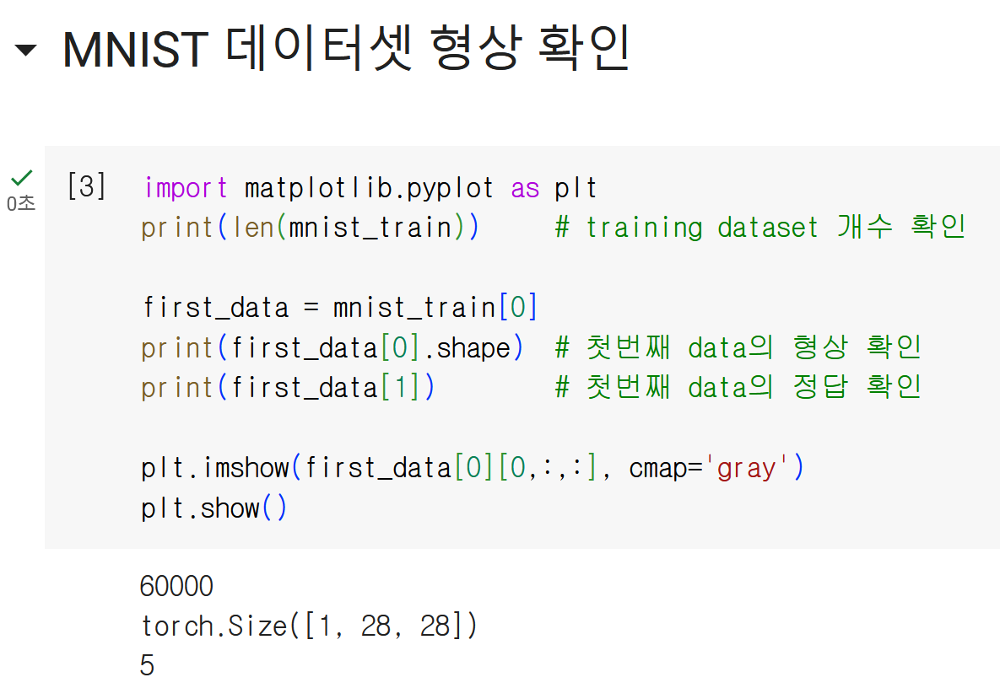 MNIST 데이터셋 형상 확인
[3] import matplotlib.pyplot as plt
0초
print(len(mnist_train)) # training dataset 개수 확인
first_data = mnist_train[0]
print(first_data[0].shape) # 첫번째 data의 형상 확인
print(first_data[1]) # 첫번째 data의 정답 확인
plt.imshow(first_data[0][0,:,:], cmap='gray')
plt.show()
60000
torch.Size([1, 28, 28])
5